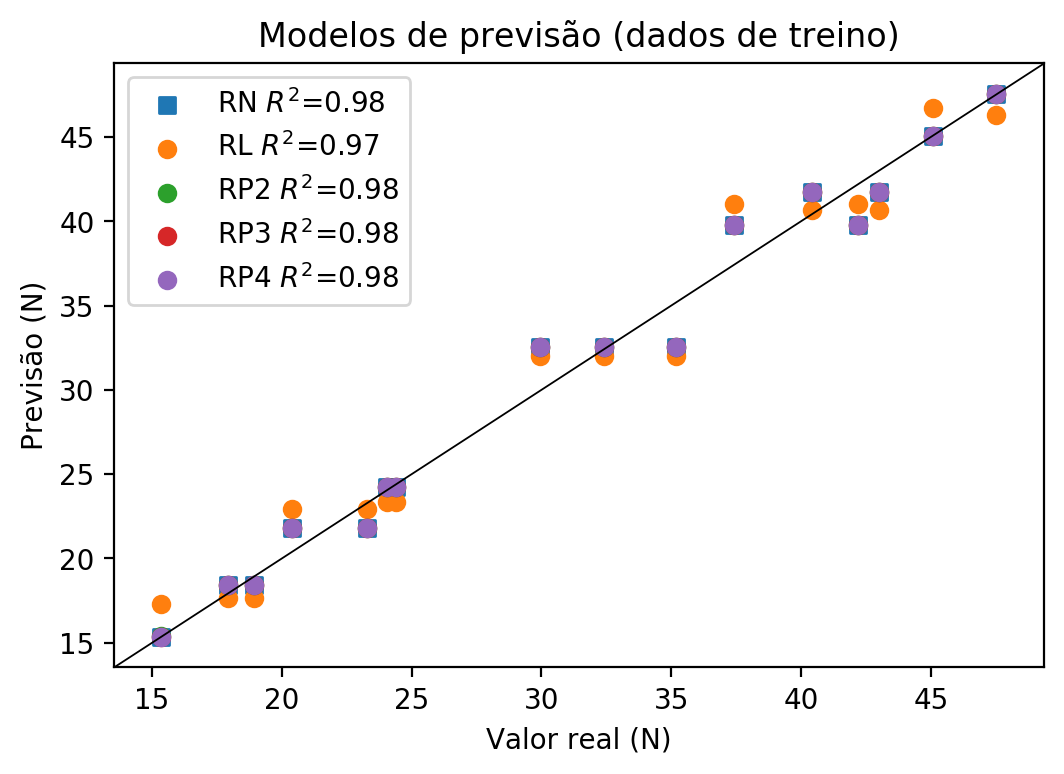 Modelos de previsão (dados de treino)
RN R²=0.98
RL R²=0.97
RP2 R²=0.98
RP3 R²=0.98
RP4 R²=0.98
45
40
35
30
25
20
15
Previsão (N)
15 20 25 30 35 40 45
Valor real (N)